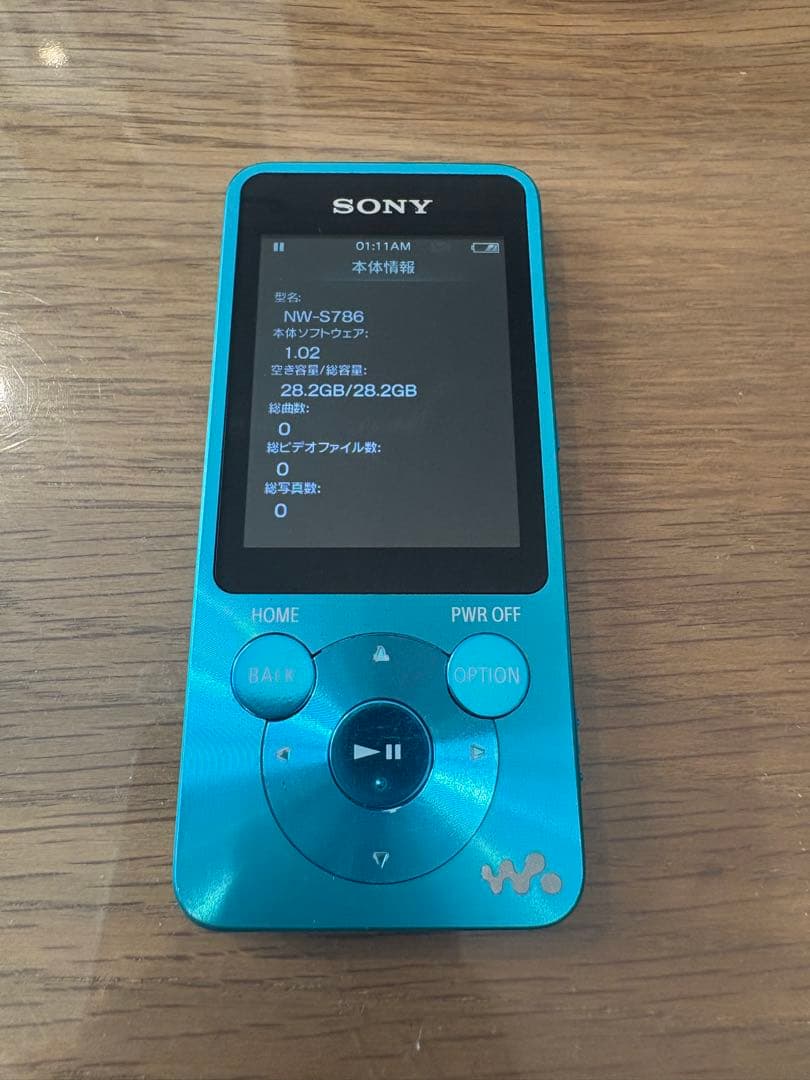 SONY
01:11AM
本体情報
型名:
NW-S786
本体ソフトウェア:
1.02
空き容量/総容量:
28.2GB/28.2GB
総曲数:
0
総ビデオファイル数:
0
総写真数:
0
HOME
PWR OFF
BACK
OPTION